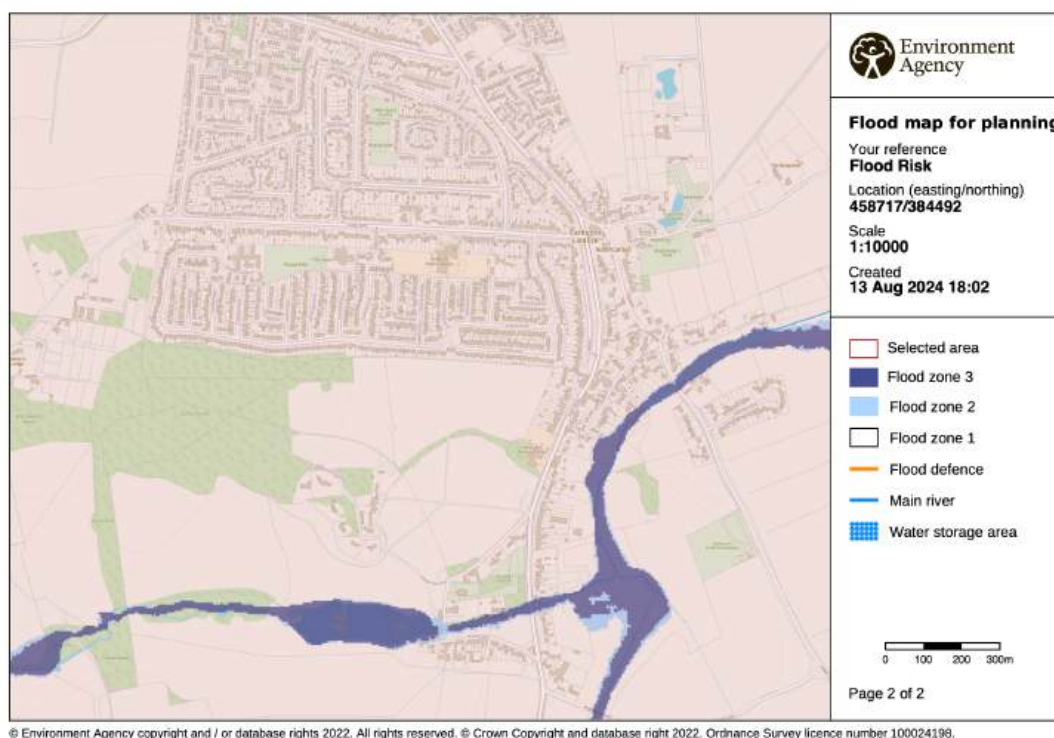 Environment
Agency
Flood map for planning
Your reference
Flood Risk
Location (easting/northing)
458717/384492
Scale
1:10000
Created
13 Aug 2024 18:02
Selected area
Flood zone 3
Flood zone 2
Flood zone 1
Flood defence
Main river
Water storage area
0 100 200 300m
Page 2 of 2
© Environment Agency copyright and / or database rights 2022. All rights reserved. © Crown Copyright and database right 2022. Ordnance Survey licence number 100024198.